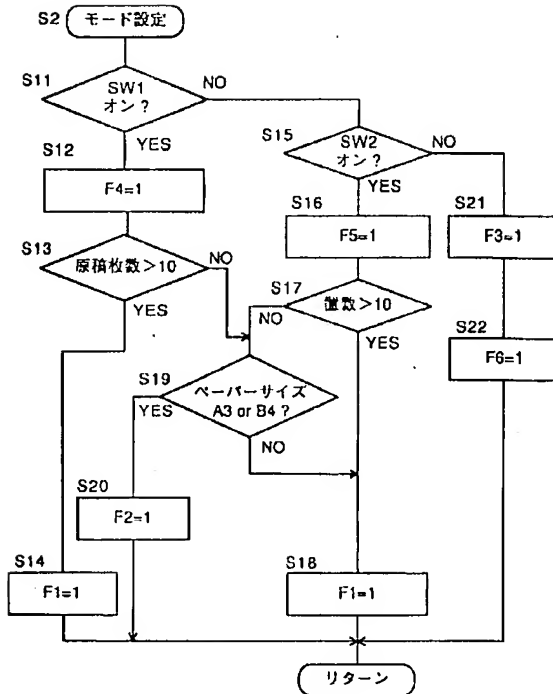 S2 モード設定
S11
SW1
オン?
NO
YES
S12
F4=1
S15
SW2
オン?
NO
YES
S16
F5=1
S21
F3=1
S13
原稿枚数>10
NO
YES
S17
置数>10
NO
YES
S22
F6=1
S19
ペーパーサイズ
A3 or B4?
YES
NO
S20
F2=1
S14
F1=1
S18
F1=1
リターン